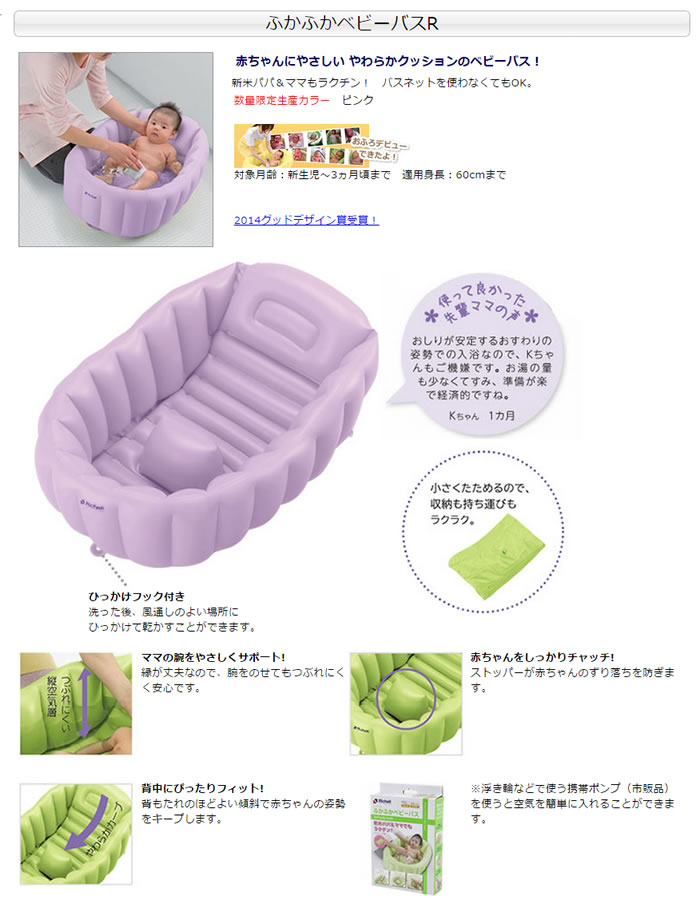 ふかふかベビーバスR
赤ちゃんにやさしい やわらかクッションのベビーバス！
新米パパ＆ママもラクチン！　バスネットを使わなくてもOK。
数量限定生産カラー　ピンク
おふろデビュー
できたよ！
対象月齢：新生児～3ヵ月頃まで　適用身長：60cmまで
2014グッドデザイン賞受賞！
使って良かった
先輩ママの声
おしりが安定するおすわりの
姿勢での入浴なので、Kちゃ
んもご機嫌です。お湯の量
も少なくてすみ、準備が楽
で経済的ですね。
Kちゃん　1カ月
Richell
小さくたためるので、
収納も持ち運びも
ラクラク。
ひっかけフック付き
洗った後、風通しのよい場所に
ひっかけて乾かすことができます。
つぶれにくい
縦空気層
ママの腕をやさしくサポート!
縁が丈夫なので、腕をのせてもつぶれにく
く安心です。
赤ちゃんをしっかりチャッチ!
ストッパーが赤ちゃんのずり落ちを防ぎま
す。
やわらかカーブ
背中にぴったりフィット!
背もたれのほどよい傾斜で赤ちゃんの姿勢
をキープします。
Richell
ふかふかベビーバス
新米パパ&ママでも
ラクチン!
※浮き輪などで使う携帯ポンプ（市販品）
を使うと空気を簡単に入れることができま
す。